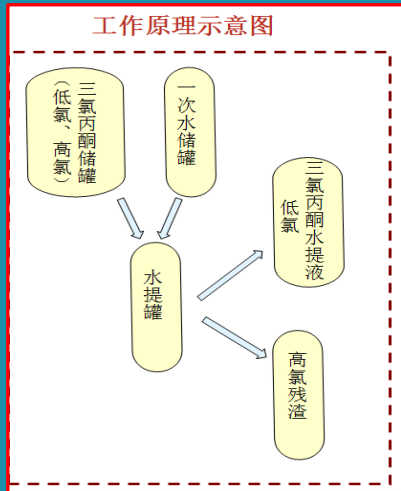 工作原理示意图
三氯丙酮储罐
（低氯、高氯）
一次水储罐
三氯丙酮水提液
低氯
水提罐
高氯残渣